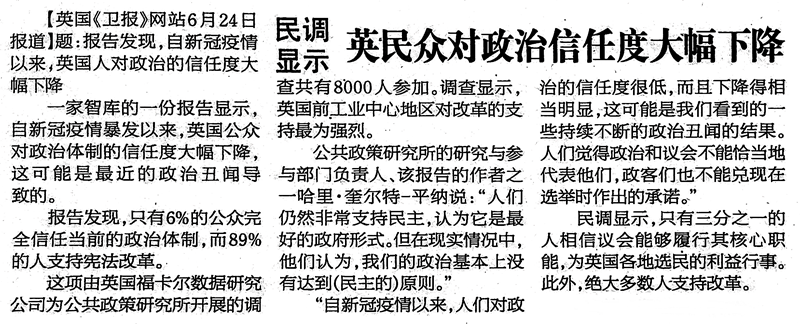 民调
显示
英民众对政治信任度大幅下降
【英国《卫报》网站6月24日
报道】题：报告发现，自新冠疫情
以来，英国人对政治的信任度大
幅下降
一家智库的一份报告显示，
自新冠疫情暴发以来，英国公众
对政治体制的信任度大幅下降，
这可能是最近的政治丑闻导
致的。
报告发现，只有6%的公众完
全信任当前的政治体制，而89%
的人支持宪法改革。
这项由英国福卡尔数据研究
公司为公共政策研究所开展的调
查共有8000人参加。调查显示，
英国前工业中心地区对改革的支
持最为强烈。
公共政策研究所的研究与参
与部门负责人、该报告的作者之
一哈里·奎尔特-平纳说：“人们
仍然非常支持民主，认为它是最
好的政府形式。但在现实情况中，
他们认为，我们的政治基本上没
有达到(民主的)原则。”
“自新冠疫情以来，人们对政
治的信任度很低，而且下降得相
当明显，这可能是我们看到的一
些持续不断的政治丑闻的结果。
人们觉得政治和议会不能恰当地
代表他们，政客们也不能兑现在
选举时作出的承诺。”
民调显示，只有三分之一的
人相信议会能够履行其核心职
能，为英国各地选民的利益行事。
此外，绝大多数人支持改革。